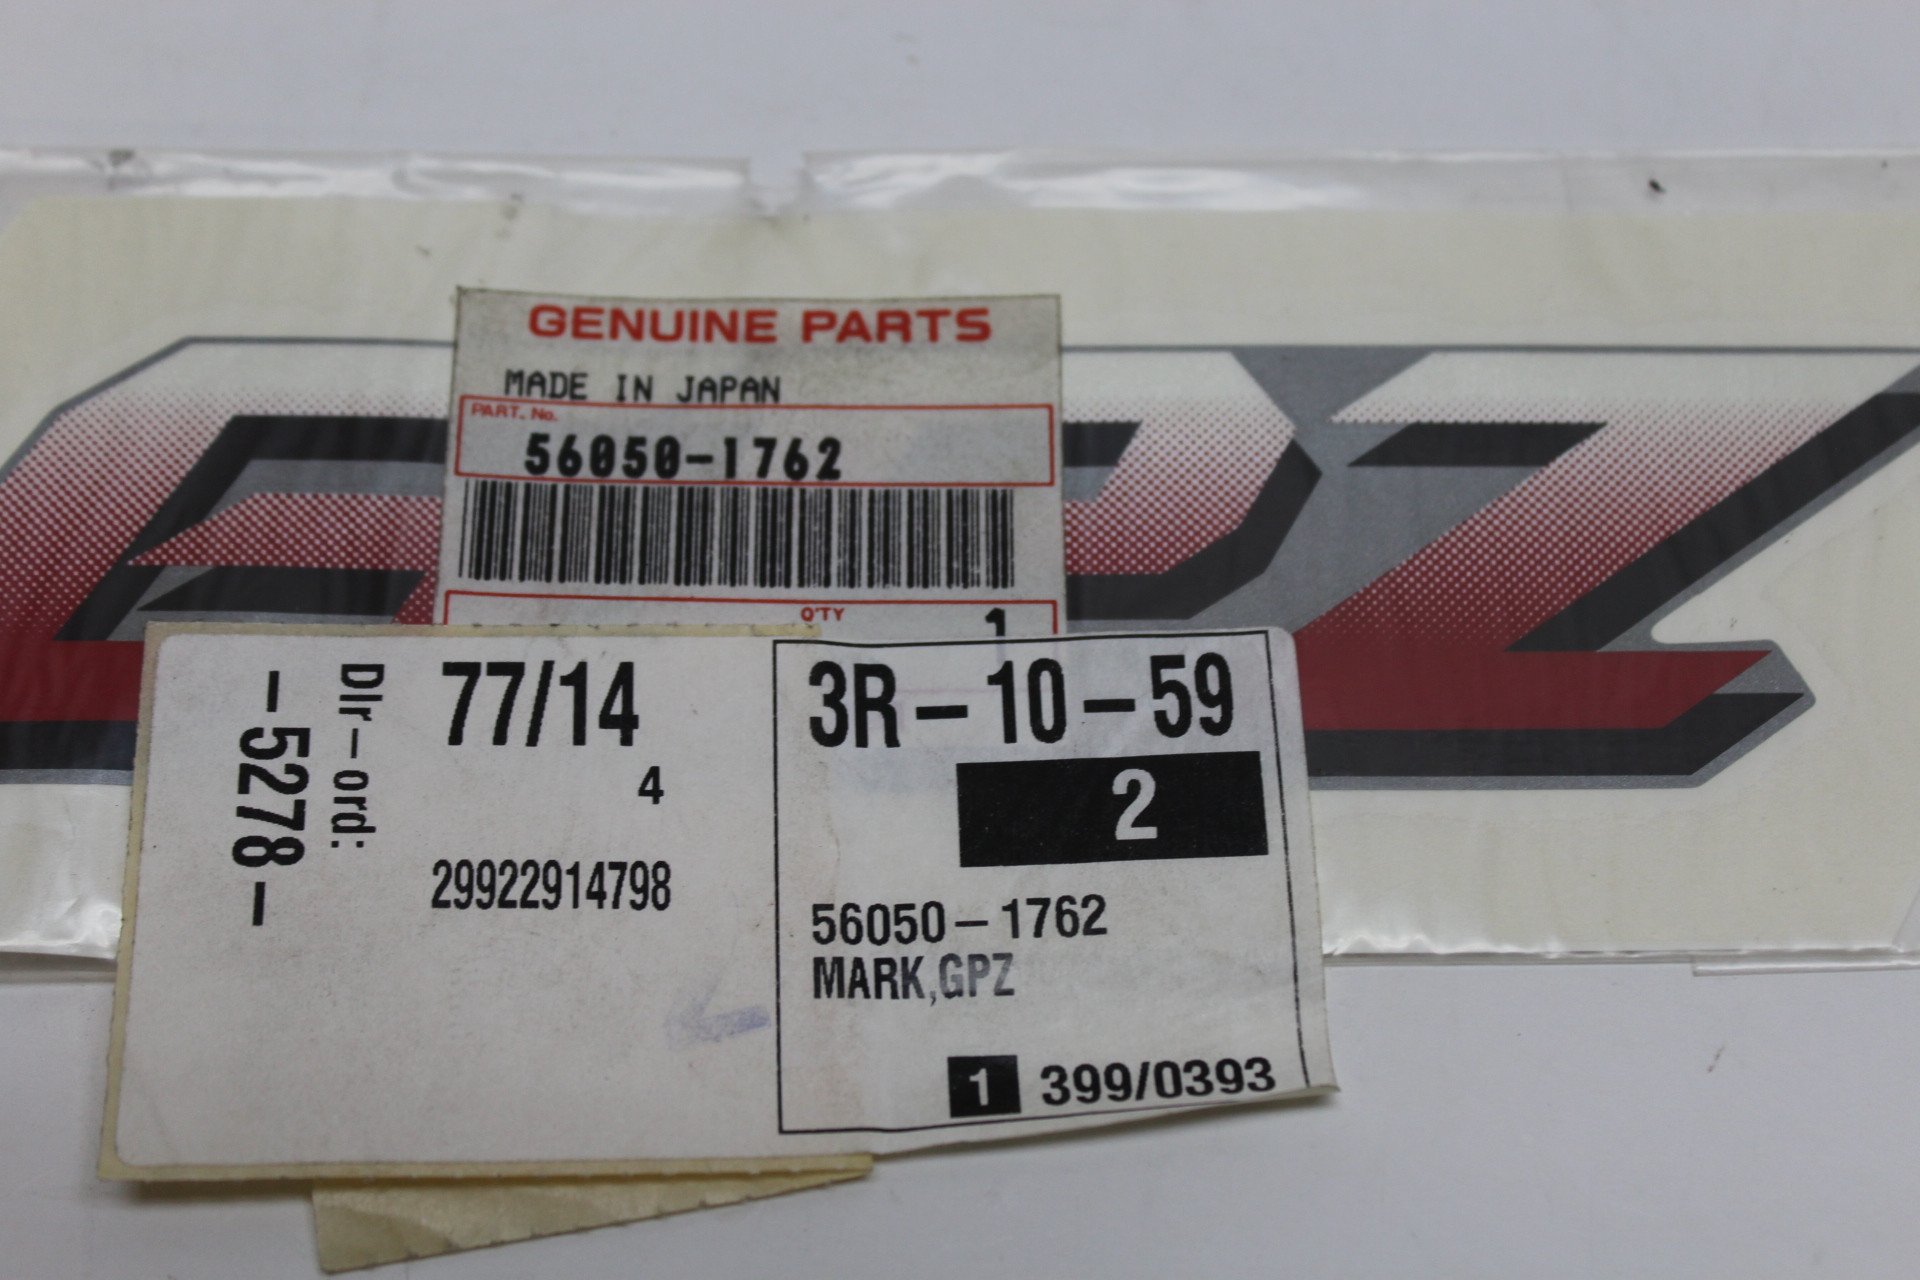 GENUINE PARTS
MADE IN JAPAN
PART. No.
56050-1762
Q'TY
1
Dlr-ord:
-5278-
77/14
4
29922914798
3R-10-59
2
56050-1762
MARK,GPZ
1 399/0393
GPZ